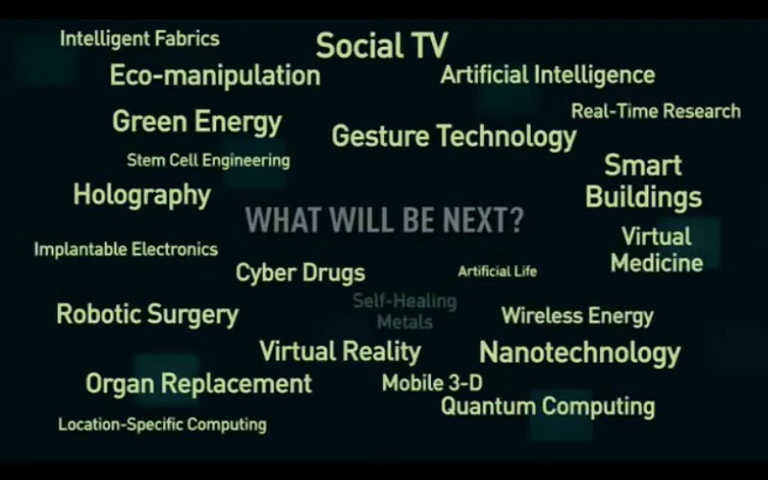 Intelligent Fabrics
Social TV
Eco-manipulation
Artificial Intelligence
Real-Time Research
Green Energy
Gesture Technology
Stem Cell Engineering
Smart
Buildings
Holography
WHAT WILL BE NEXT?
Virtual
Medicine
Implantable Electronics
Cyber Drugs
Artificial Life
Self-Healing
Metals
Robotic Surgery
Wireless Energy
Virtual Reality
Nanotechnology
Organ Replacement
Mobile 3-D
Quantum Computing
Location-Specific Computing